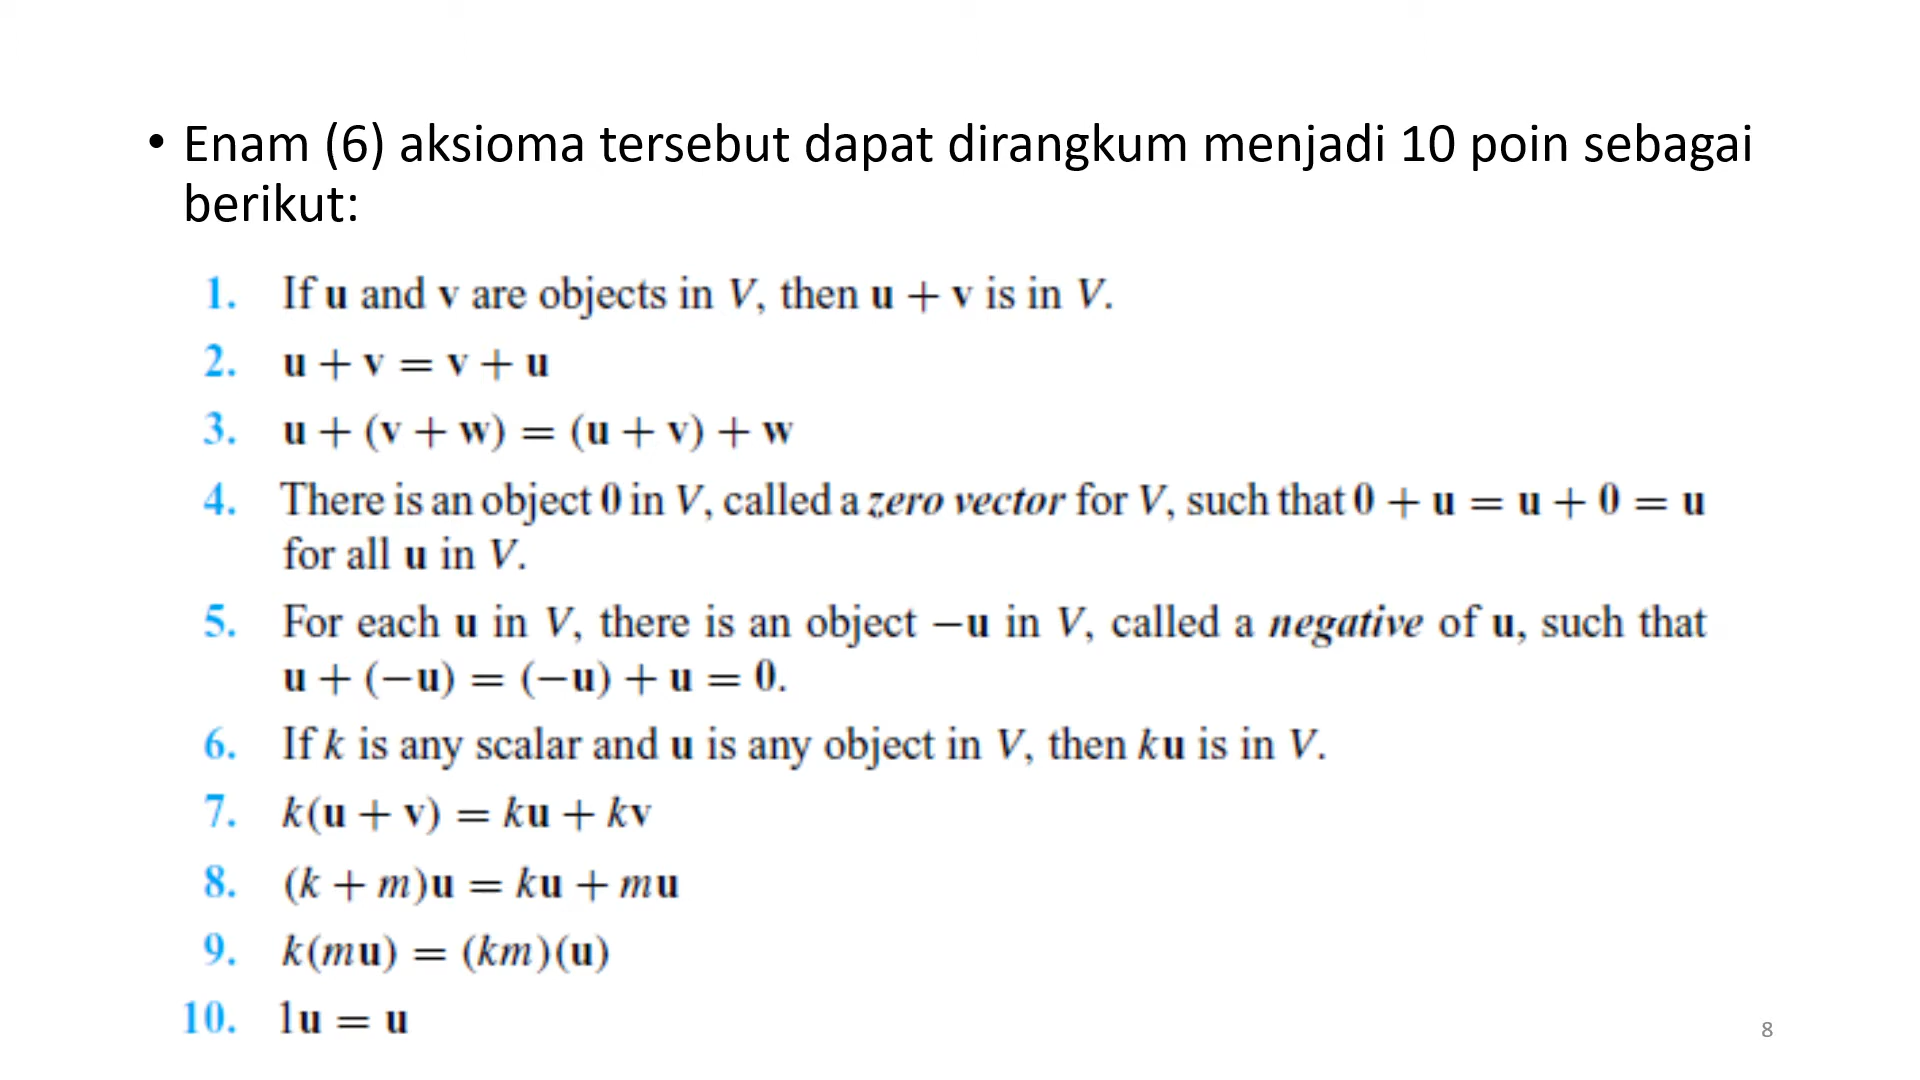 • Enam (6) aksioma tersebut dapat dirangkum menjadi 10 poin sebagai
berikut:
1. If u and v are objects in V, then u + v is in V.
2. u + v = v + u
3. u + (v + w) = (u + v) + w
4. There is an object 0 in V, called a zero vector for V, such that 0 + u = u + 0 = u
for all u in V.
5. For each u in V, there is an object −u in V, called a negative of u, such that
u + (−u) = (−u) + u = 0.
6. If k is any scalar and u is any object in V, then ku is in V.
7. k(u + v) = ku + kv
8. (k + m)u = ku + mu
9. k(mu) = (km)(u)
10. 1u = u
8